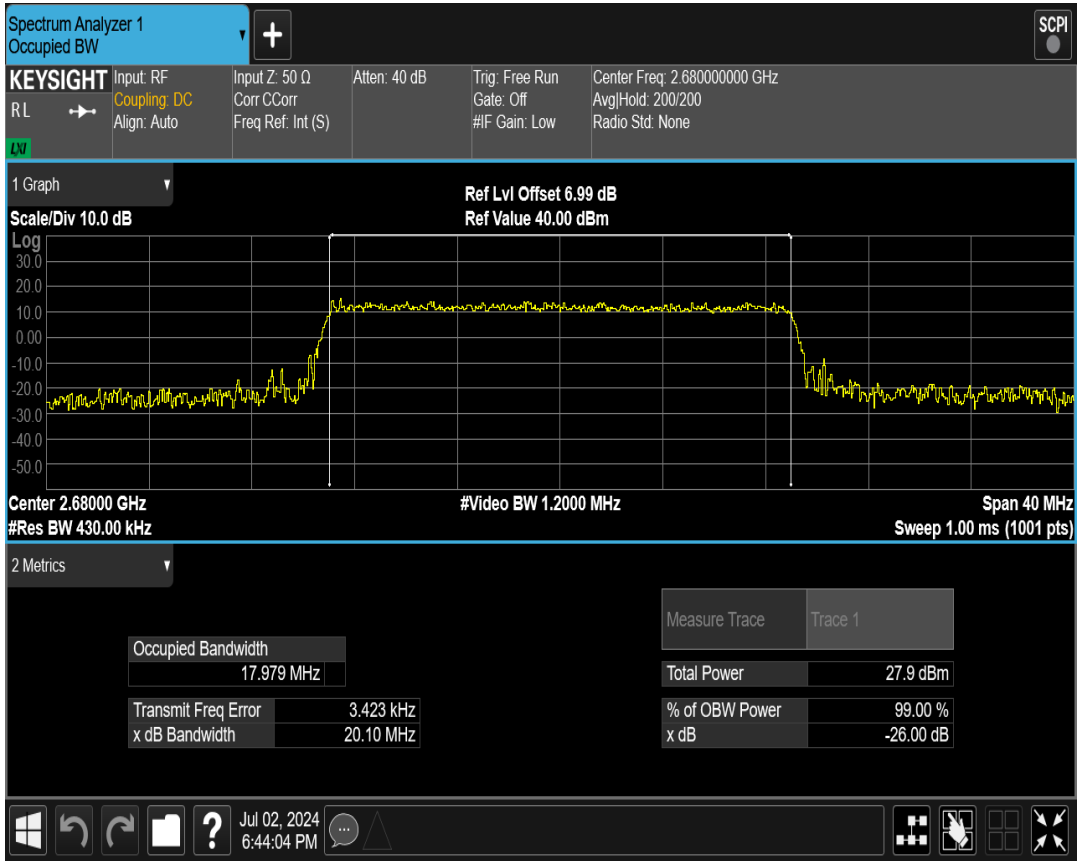 Spectrum Analyzer 1
Occupied BW
▼
+
SCPI
KEYSIGHT
RL
LXI
Input: RF
Coupling: DC
Align: Auto
Input Z: 50 Ω
Corr CCorr
Freq Ref: Int (S)
Atten: 40 dB
Trig: Free Run
Gate: Off
#IF Gain: Low
Center Freq: 2.680000000 GHz
Avg|Hold: 200/200
Radio Std: None
1 Graph
Scale/Div 10.0 dB
Ref Lvl Offset 6.99 dB
Ref Value 40.00 dBm
Log
30.0
20.0
10.0
0.00
-10.0
-20.0
-30.0
-40.0
-50.0
Center 2.68000 GHz
#Video BW 1.2000 MHz
Span 40 MHz
#Res BW 430.00 kHz
Sweep 1.00 ms (1001 pts)
2 Metrics
Measure Trace Trace 1
Occupied Bandwidth
17.979 MHz
Total Power 27.9 dBm
Transmit Freq Error 3.423 kHz
% of OBW Power 99.00 %
x dB Bandwidth 20.10 MHz
x dB -26.00 dB
?
Jul 02, 2024
6:44:04 PM
...